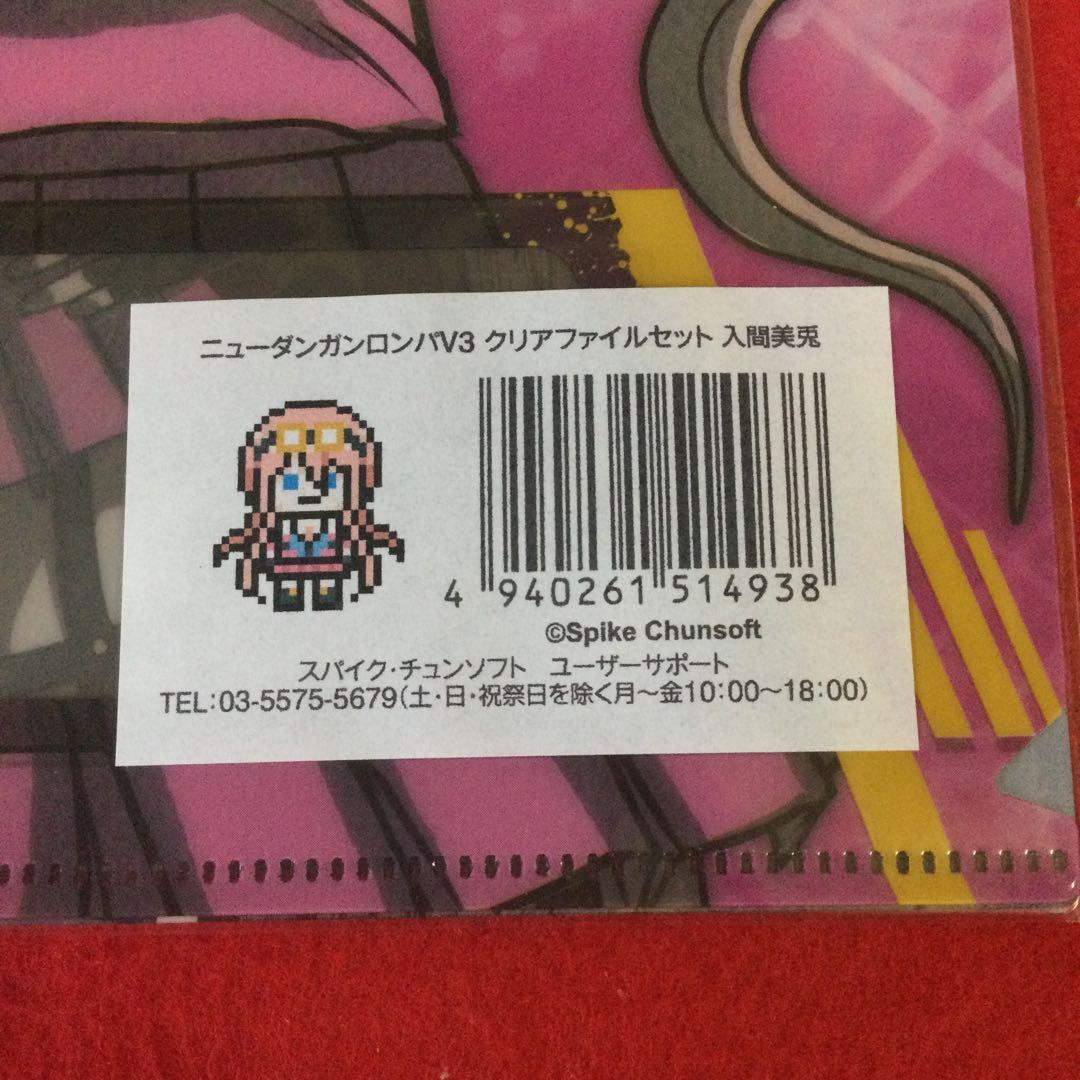 ニューダンガンロンパV3 クリアファイルセット 入間美兎
4 940261 514938
©Spike Chunsoft
スパイク・チュンソフト　ユーザーサポート
TEL:03-5575-5679(土・日・祝祭日を除く月～金10:00～18:00)